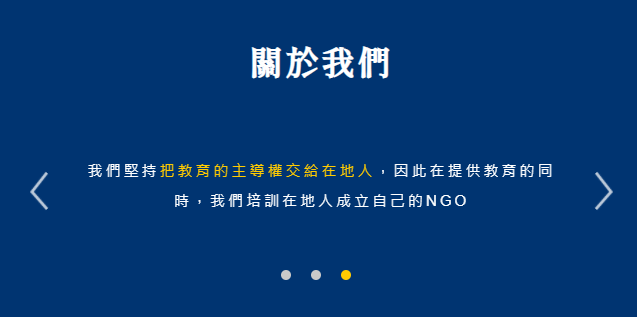 關於我們
我們堅持把教育的主導權交給在地人，因此在提供教育的同
時，我們培訓在地人成立自己的NGO